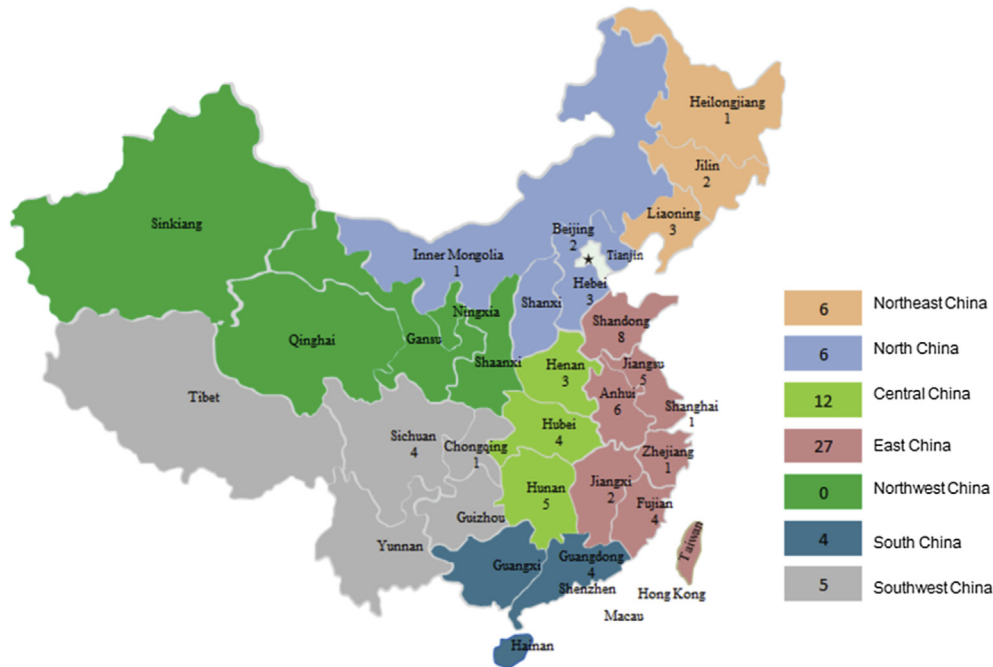 Heilongjiang
1
Jilin
2
Liaoning
3
Sinkiang
Beijing
2
Tianjin
Inner Mongolia
1
Hebei
3
Shanxi
Ningxia
Shandong
8
Qinghai
Gansu
Shaanxi
Henan
3
Jiangsu
5
Anhui
6
Tibet
Shanghai
1
Hubei
4
Sichuan
4
Chongqing
1
Zhejiang
1
Hunan
5
Jiangxi
2
Fujian
4
Guizhou
Yunnan
Taiwan
Guangxi
Guangdong
4
Shenzhen
Hong Kong
Macau
Hainan
6 Northeast China
6 North China
12 Central China
27 East China
0 Northwest China
4 South China
5 Southwest China